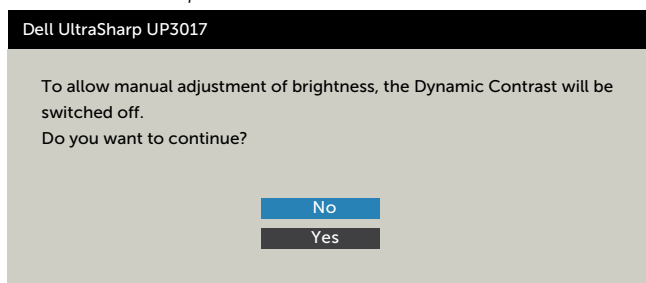 Dell UltraSharp UP3017
To allow manual adjustment of brightness, the Dynamic Contrast will be
switched off.
Do you want to continue?
No
Yes